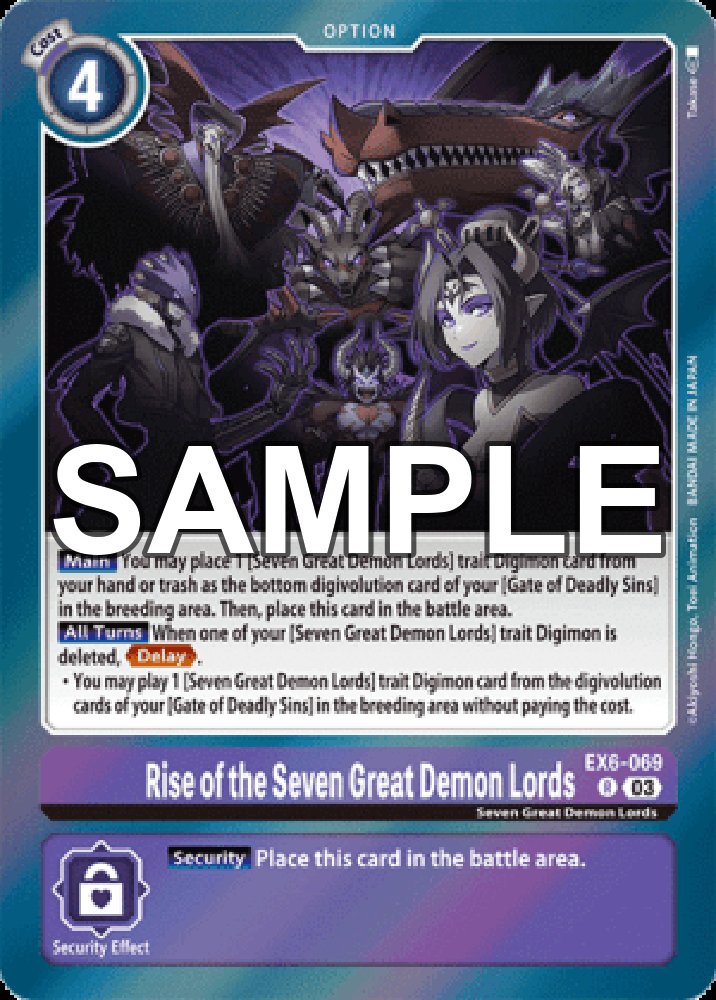 OPTION
Cost
4
Takase
SAMPLE
Main You may place 1 [Seven Great Demon Lords] trait Digimon card from
your hand or trash as the bottom digivolution card of your [Gate of Deadly Sins]
in the breeding area. Then, place this card in the battle area.
All Turns When one of your [Seven Great Demon Lords] trait Digimon is
deleted, Delay.
• You may play 1 [Seven Great Demon Lords] trait Digimon card from the digivolution
cards of your [Gate of Deadly Sins] in the breeding area without paying the cost.
©Akiyoshi Hongo, Toei Animation BANDAI MADE IN JAPAN
EX6-069
Rise of the Seven Great Demon Lords
R 03
Seven Great Demon Lords
Security Place this card in the battle area.
Security Effect